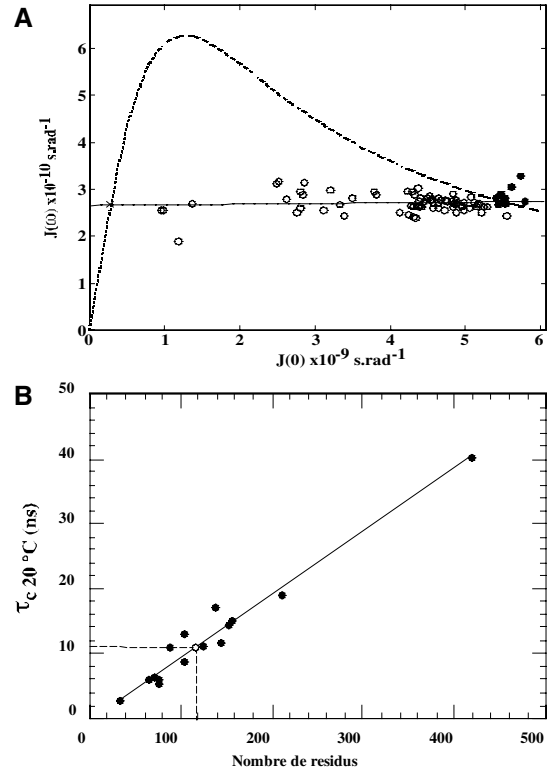 A
6
5
4
3
2
1
0
J(ω) x10⁻¹⁰ s.rad⁻¹
0 1 2 3 4 5 6
J(0) x10⁻⁹ s.rad⁻¹
B
50
40
30
20
10
0
τc 20 °C (ns)
0 100 200 300 400 500
Nombre de residus